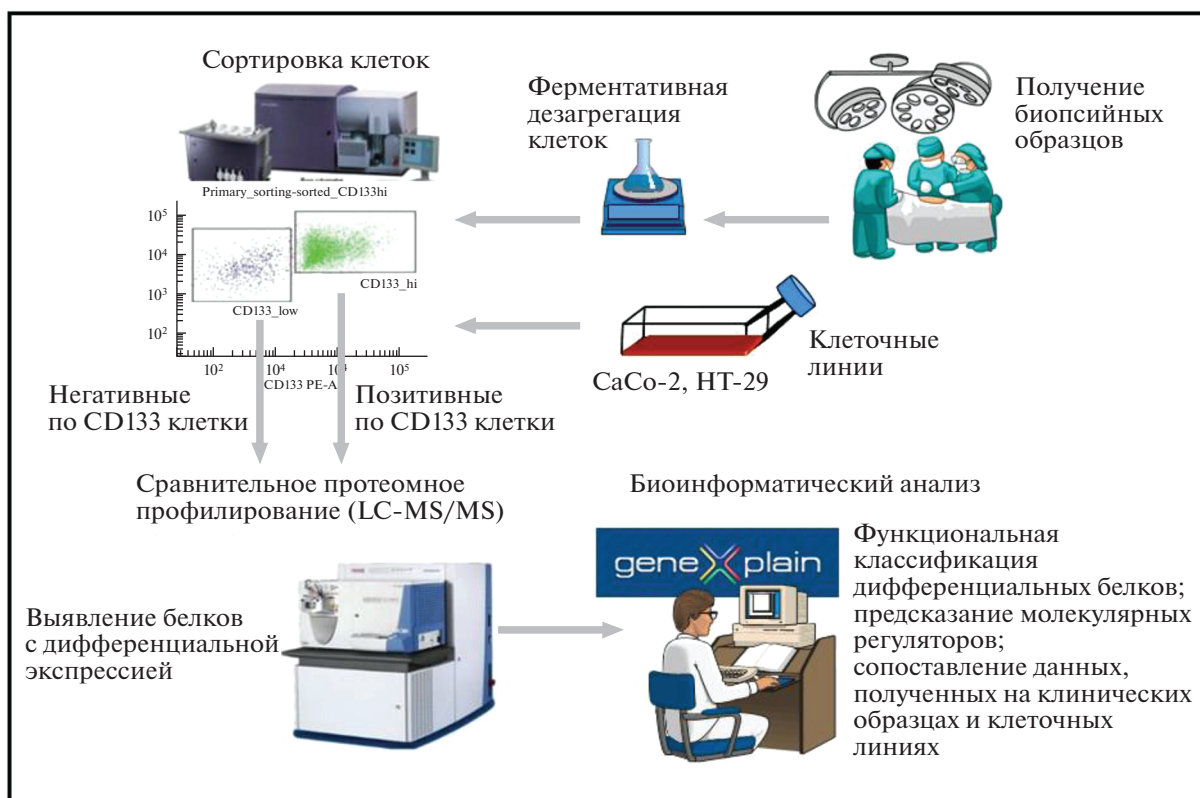 Сортировка клеток
Ферментативная
дезагрегация
клеток
Получение
биопсийных
образцов
Primary_sorting-sorted_CD133hi
10⁵
10⁴
10³
10²
CD133_hi
CD133_low
10² 10⁴ 10⁵
CD133 PE-A
Клеточные
линии
CaCo-2, HT-29
Негативные
по CD133 клетки
Позитивные
по CD133 клетки
Сравнительное протеомное
профилирование (LC-MS/MS)
Биоинформатический анализ
Выявление белков
с дифференциальной
экспрессией
geneXplain
Функциональная
классификация
дифференциальных белков;
предсказание молекулярных
регуляторов;
сопоставление данных,
полученных на клинических
образцах и клеточных
линиях